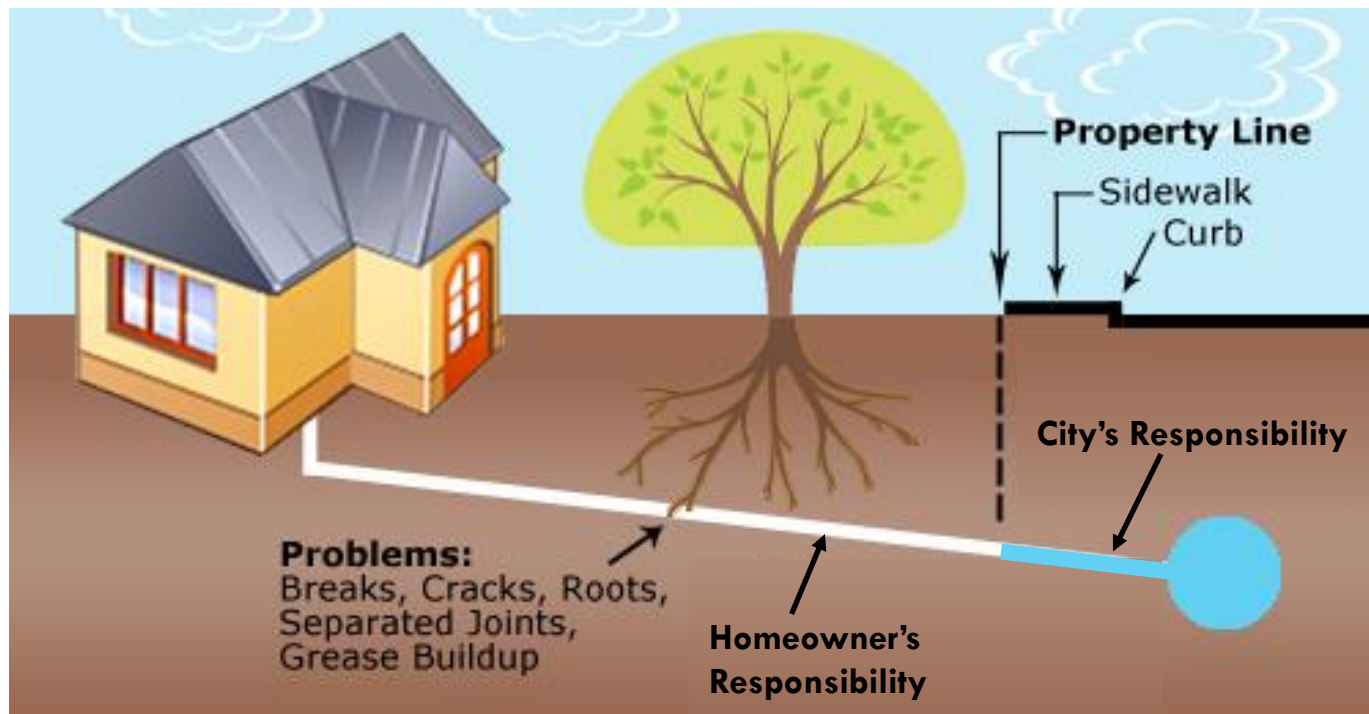 Property Line
Sidewalk
Curb
City’s Responsibility
Problems:
Breaks, Cracks, Roots,
Separated Joints,
Grease Buildup
Homeowner’s
Responsibility